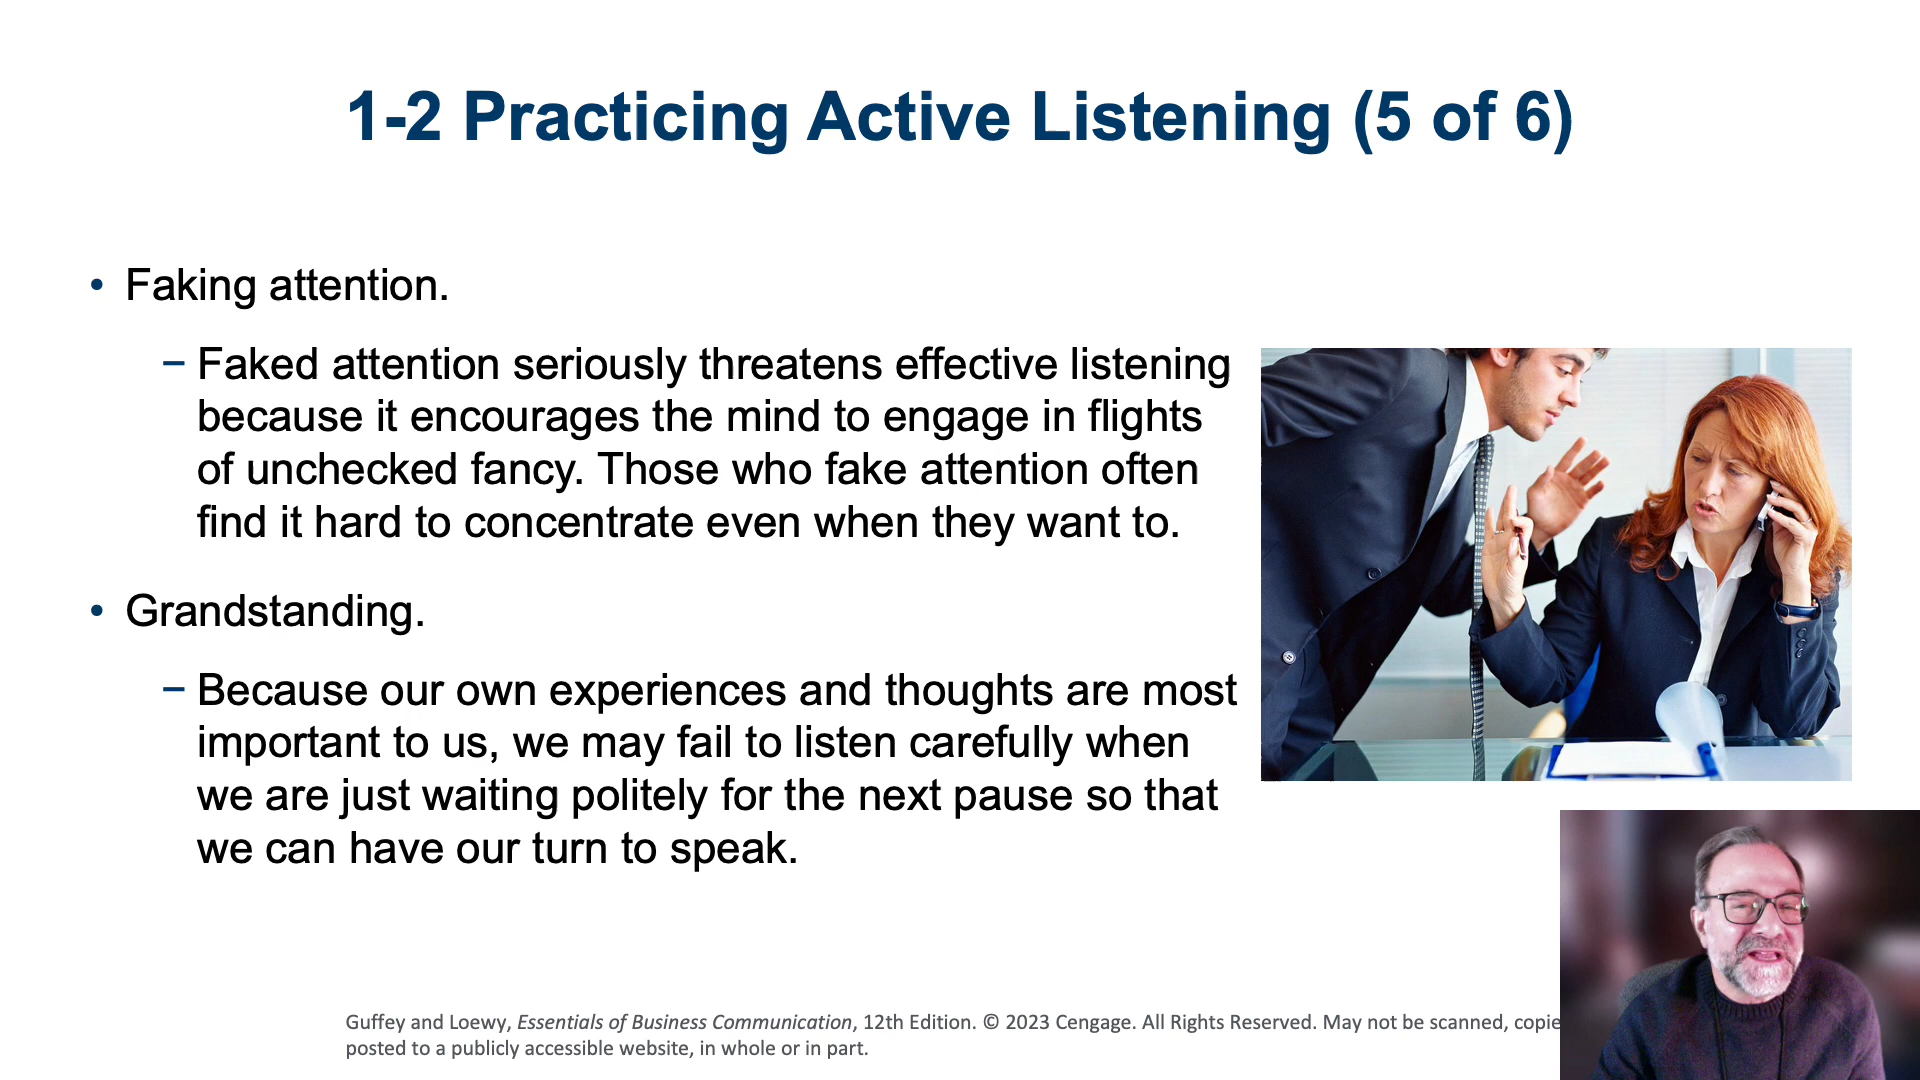 1-2 Practicing Active Listening (5 of 6)
• Faking attention.
– Faked attention seriously threatens effective listening
because it encourages the mind to engage in flights
of unchecked fancy. Those who fake attention often
find it hard to concentrate even when they want to.
• Grandstanding.
– Because our own experiences and thoughts are most
important to us, we may fail to listen carefully when
we are just waiting politely for the next pause so that
we can have our turn to speak.
Guffey and Loewy, Essentials of Business Communication, 12th Edition. © 2023 Cengage. All Rights Reserved. May not be scanned, copie
posted to a publicly accessible website, in whole or in part.